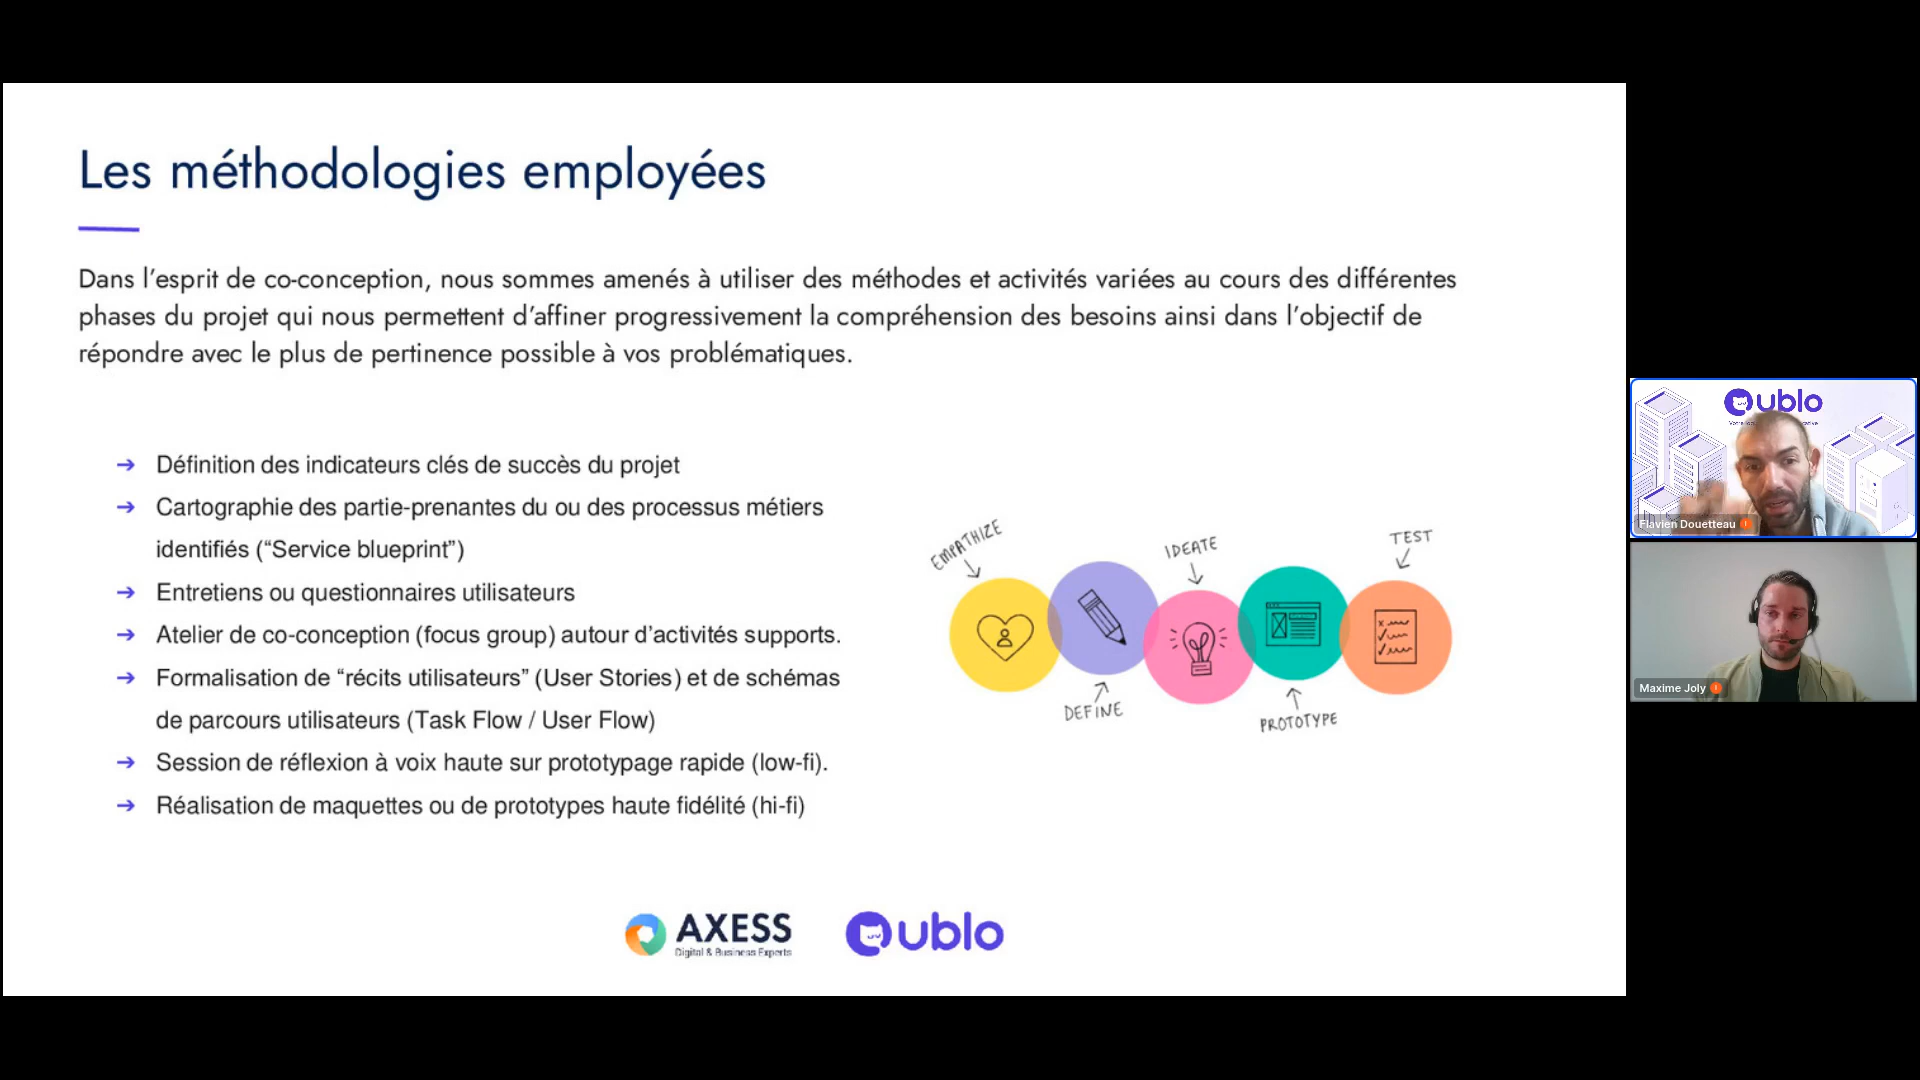 Les méthodologies employées
Dans l’esprit de co-conception, nous sommes amenés à utiliser des méthodes et activités variées au cours des différentes
phases du projet qui nous permettent d’affiner progressivement la compréhension des besoins ainsi dans l’objectif de
répondre avec le plus de pertinence possible à vos problématiques.
➔ Définition des indicateurs clés de succès du projet
➔ Cartographie des partie-prenantes du ou des processus métiers
identifiés (“Service blueprint”)
➔ Entretiens ou questionnaires utilisateurs
➔ Atelier de co-conception (focus group) autour d’activités supports.
➔ Formalisation de “récits utilisateurs” (User Stories) et de schémas
de parcours utilisateurs (Task Flow / User Flow)
➔ Session de réflexion à voix haute sur prototypage rapide (low-fi).
➔ Réalisation de maquettes ou de prototypes haute fidélité (hi-fi)
EMPATHIZE
DEFINE
IDEATE
PROTOTYPE
TEST
AXESS
Digital & Business Experts
ublo
ublo
Flavien Douetteau
Maxime Joly